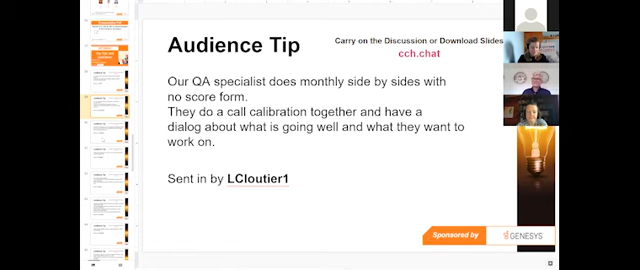 Audience Tip
Carry on the Discussion or Download Slides
cch.chat
Our QA specialist does monthly side by sides with
no score form.
They do a call calibration together and have a
dialog about what is going well and what they want to
work on.
Sent in by LCloutier1
Sponsored by
GENESYS